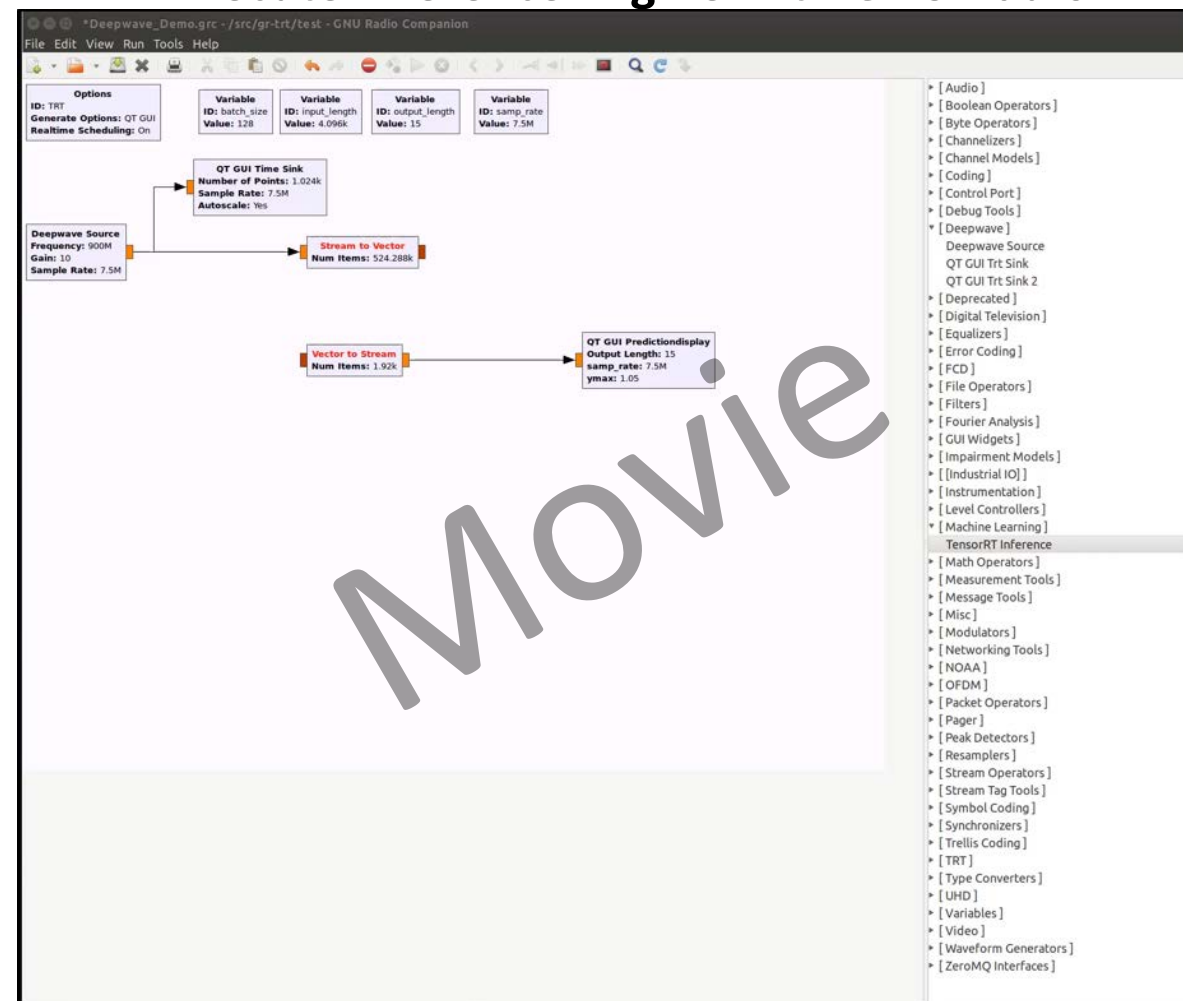 *Deepwave_Demo.grc - /src/gr-trt/test - GNU Radio Companion
File Edit View Run Tools Help
Options
ID: TRT
Generate Options: QT GUI
Realtime Scheduling: On
Variable
ID: batch_size
Value: 128
Variable
ID: input_length
Value: 4.096k
Variable
ID: output_length
Value: 15
Variable
ID: samp_rate
Value: 7.5M
QT GUI Time Sink
Number of Points: 1.024k
Sample Rate: 7.5M
Autoscale: Yes
Deepwave Source
Frequency: 900M
Gain: 10
Sample Rate: 7.5M
Stream to Vector
Num Items: 524.288k
Vector to Stream
Num Items: 1.92k
QT GUI Predictiondisplay
Output Length: 15
samp_rate: 7.5M
ymax: 1.05
Movie
[ Audio ]
[ Boolean Operators ]
[ Byte Operators ]
[ Channelizers ]
[ Channel Models ]
[ Coding ]
[ Control Port ]
[ Debug Tools ]
[ Deepwave ]
Deepwave Source
QT GUI Trt Sink
QT GUI Trt Sink 2
[ Deprecated ]
[ Digital Television ]
[ Equalizers ]
[ Error Coding ]
[ FCD ]
[ File Operators ]
[ Filters ]
[ Fourier Analysis ]
[ GUI Widgets ]
[ Impairment Models ]
[ [Industrial IO] ]
[ Instrumentation ]
[ Level Controllers ]
[ Machine Learning ]
TensorRT Inference
[ Math Operators ]
[ Measurement Tools ]
[ Message Tools ]
[ Misc ]
[ Modulators ]
[ Networking Tools ]
[ NOAA ]
[ OFDM ]
[ Packet Operators ]
[ Pager ]
[ Peak Detectors ]
[ Resamplers ]
[ Stream Operators ]
[ Stream Tag Tools ]
[ Symbol Coding ]
[ Synchronizers ]
[ Trellis Coding ]
[ TRT ]
[ Type Converters ]
[ UHD ]
[ Variables ]
[ Video ]
[ Waveform Generators ]
[ ZeroMQ Interfaces ]